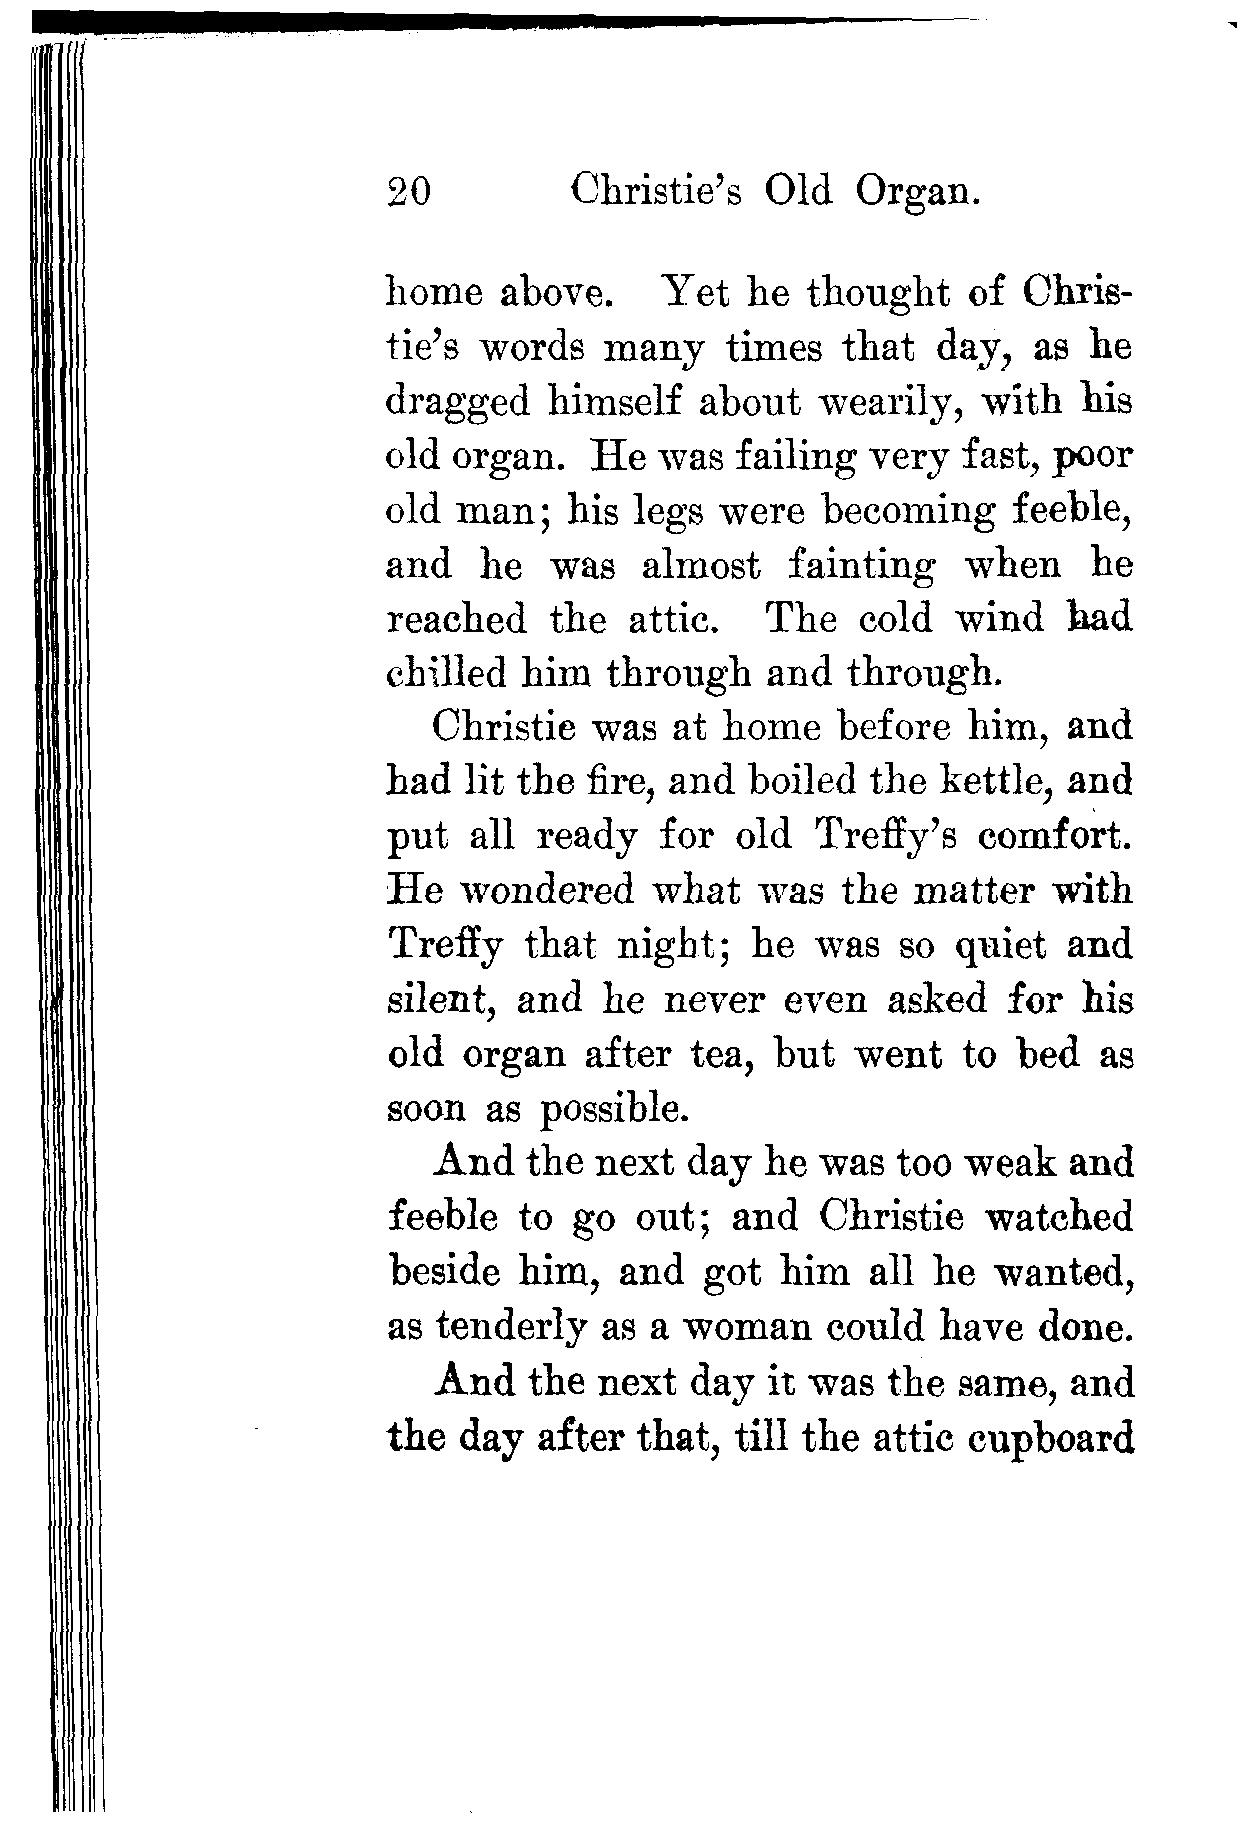 20 Christie's Old Organ.
home above. Yet he thought of Chris-
tie's words many times that day, as he
dragged himself about wearily, with his
old organ. He was failing very fast, poor
old man; his legs were becoming feeble,
and he was almost fainting when he
reached the attic. The cold wind had
chilled him through and through.
Christie was at home before him, and
had lit the fire, and boiled the kettle, and
put all ready for old Treffy's comfort.
He wondered what was the matter with
Treffy that night; he was so quiet and
silent, and he never even asked for his
old organ after tea, but went to bed as
soon as possible.
And the next day he was too weak and
feeble to go out; and Christie watched
beside him, and got him all he wanted,
as tenderly as a woman could have done.
And the next day it was the same, and
the day after that, till the attic cupboard